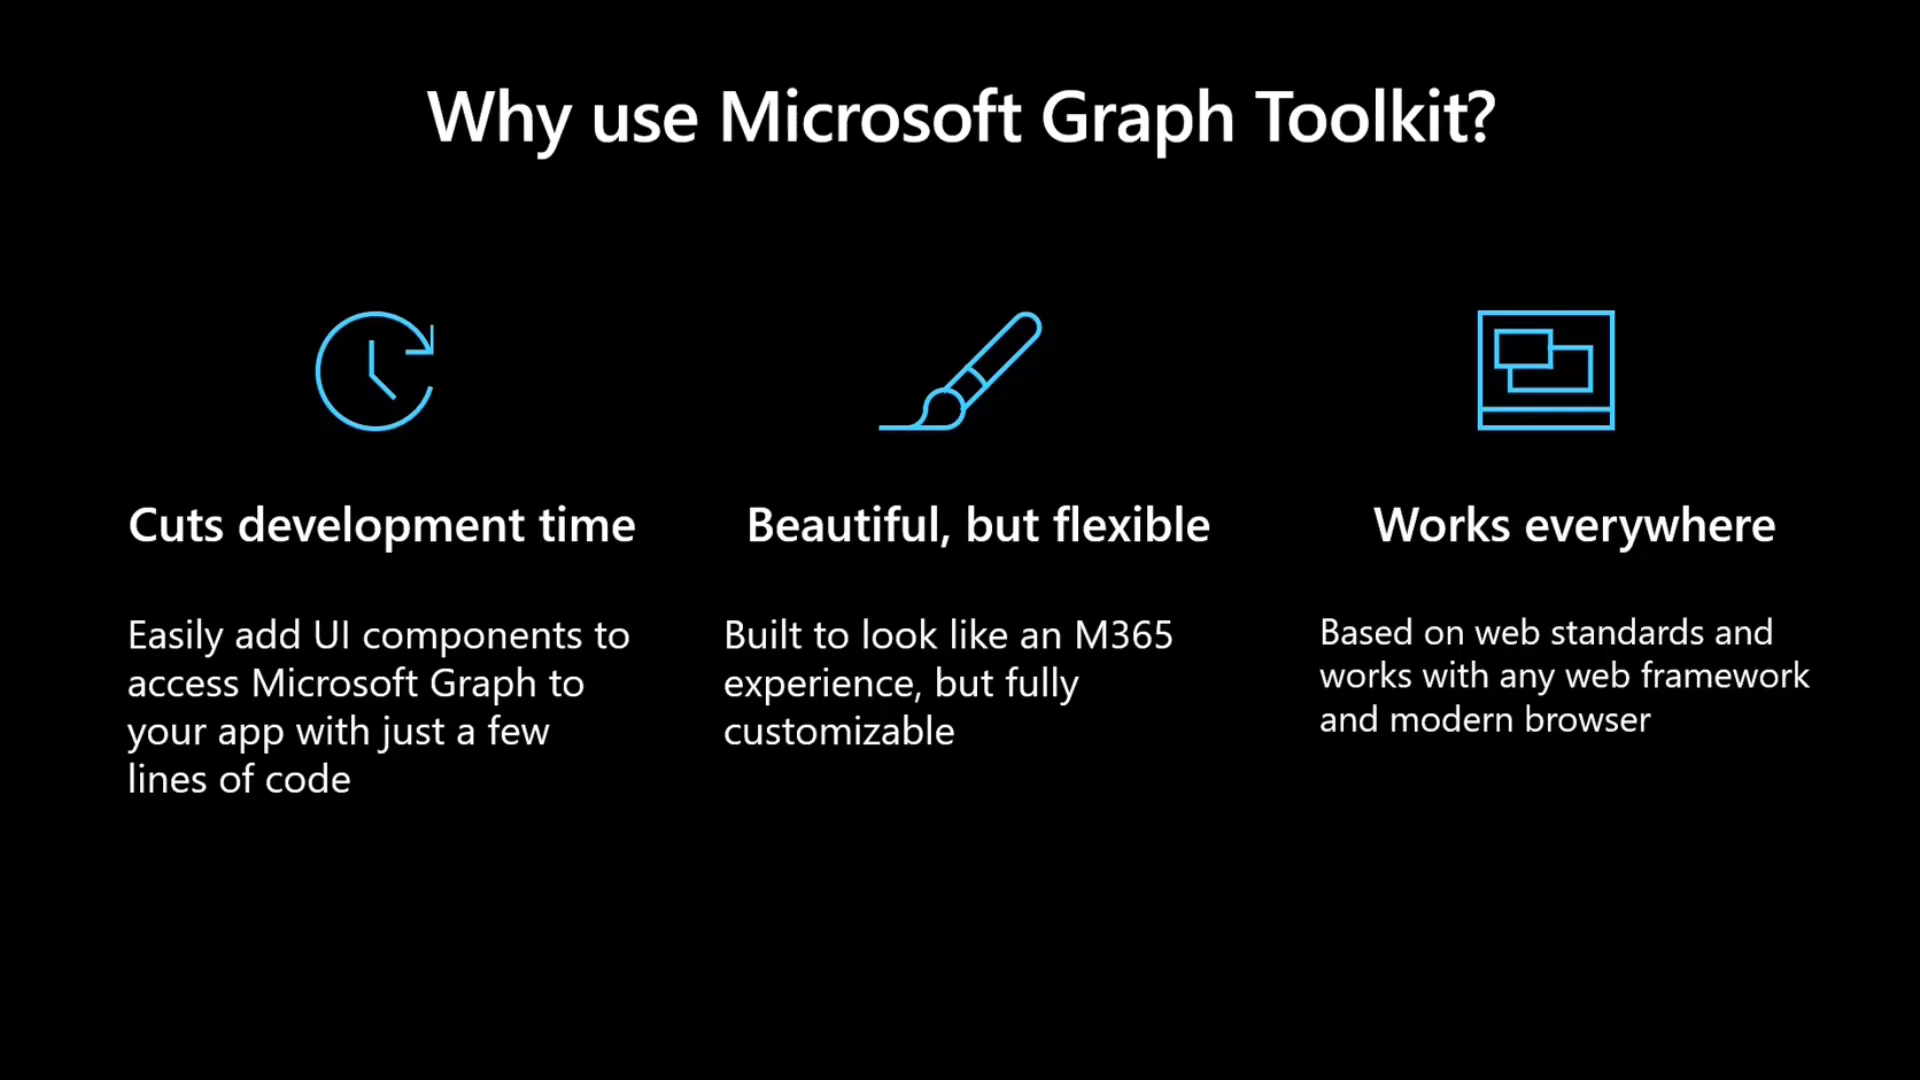 Why use Microsoft Graph Toolkit?
Cuts development time
Easily add UI components to
access Microsoft Graph to
your app with just a few
lines of code
Beautiful, but flexible
Built to look like an M365
experience, but fully
customizable
Works everywhere
Based on web standards and
works with any web framework
and modern browser